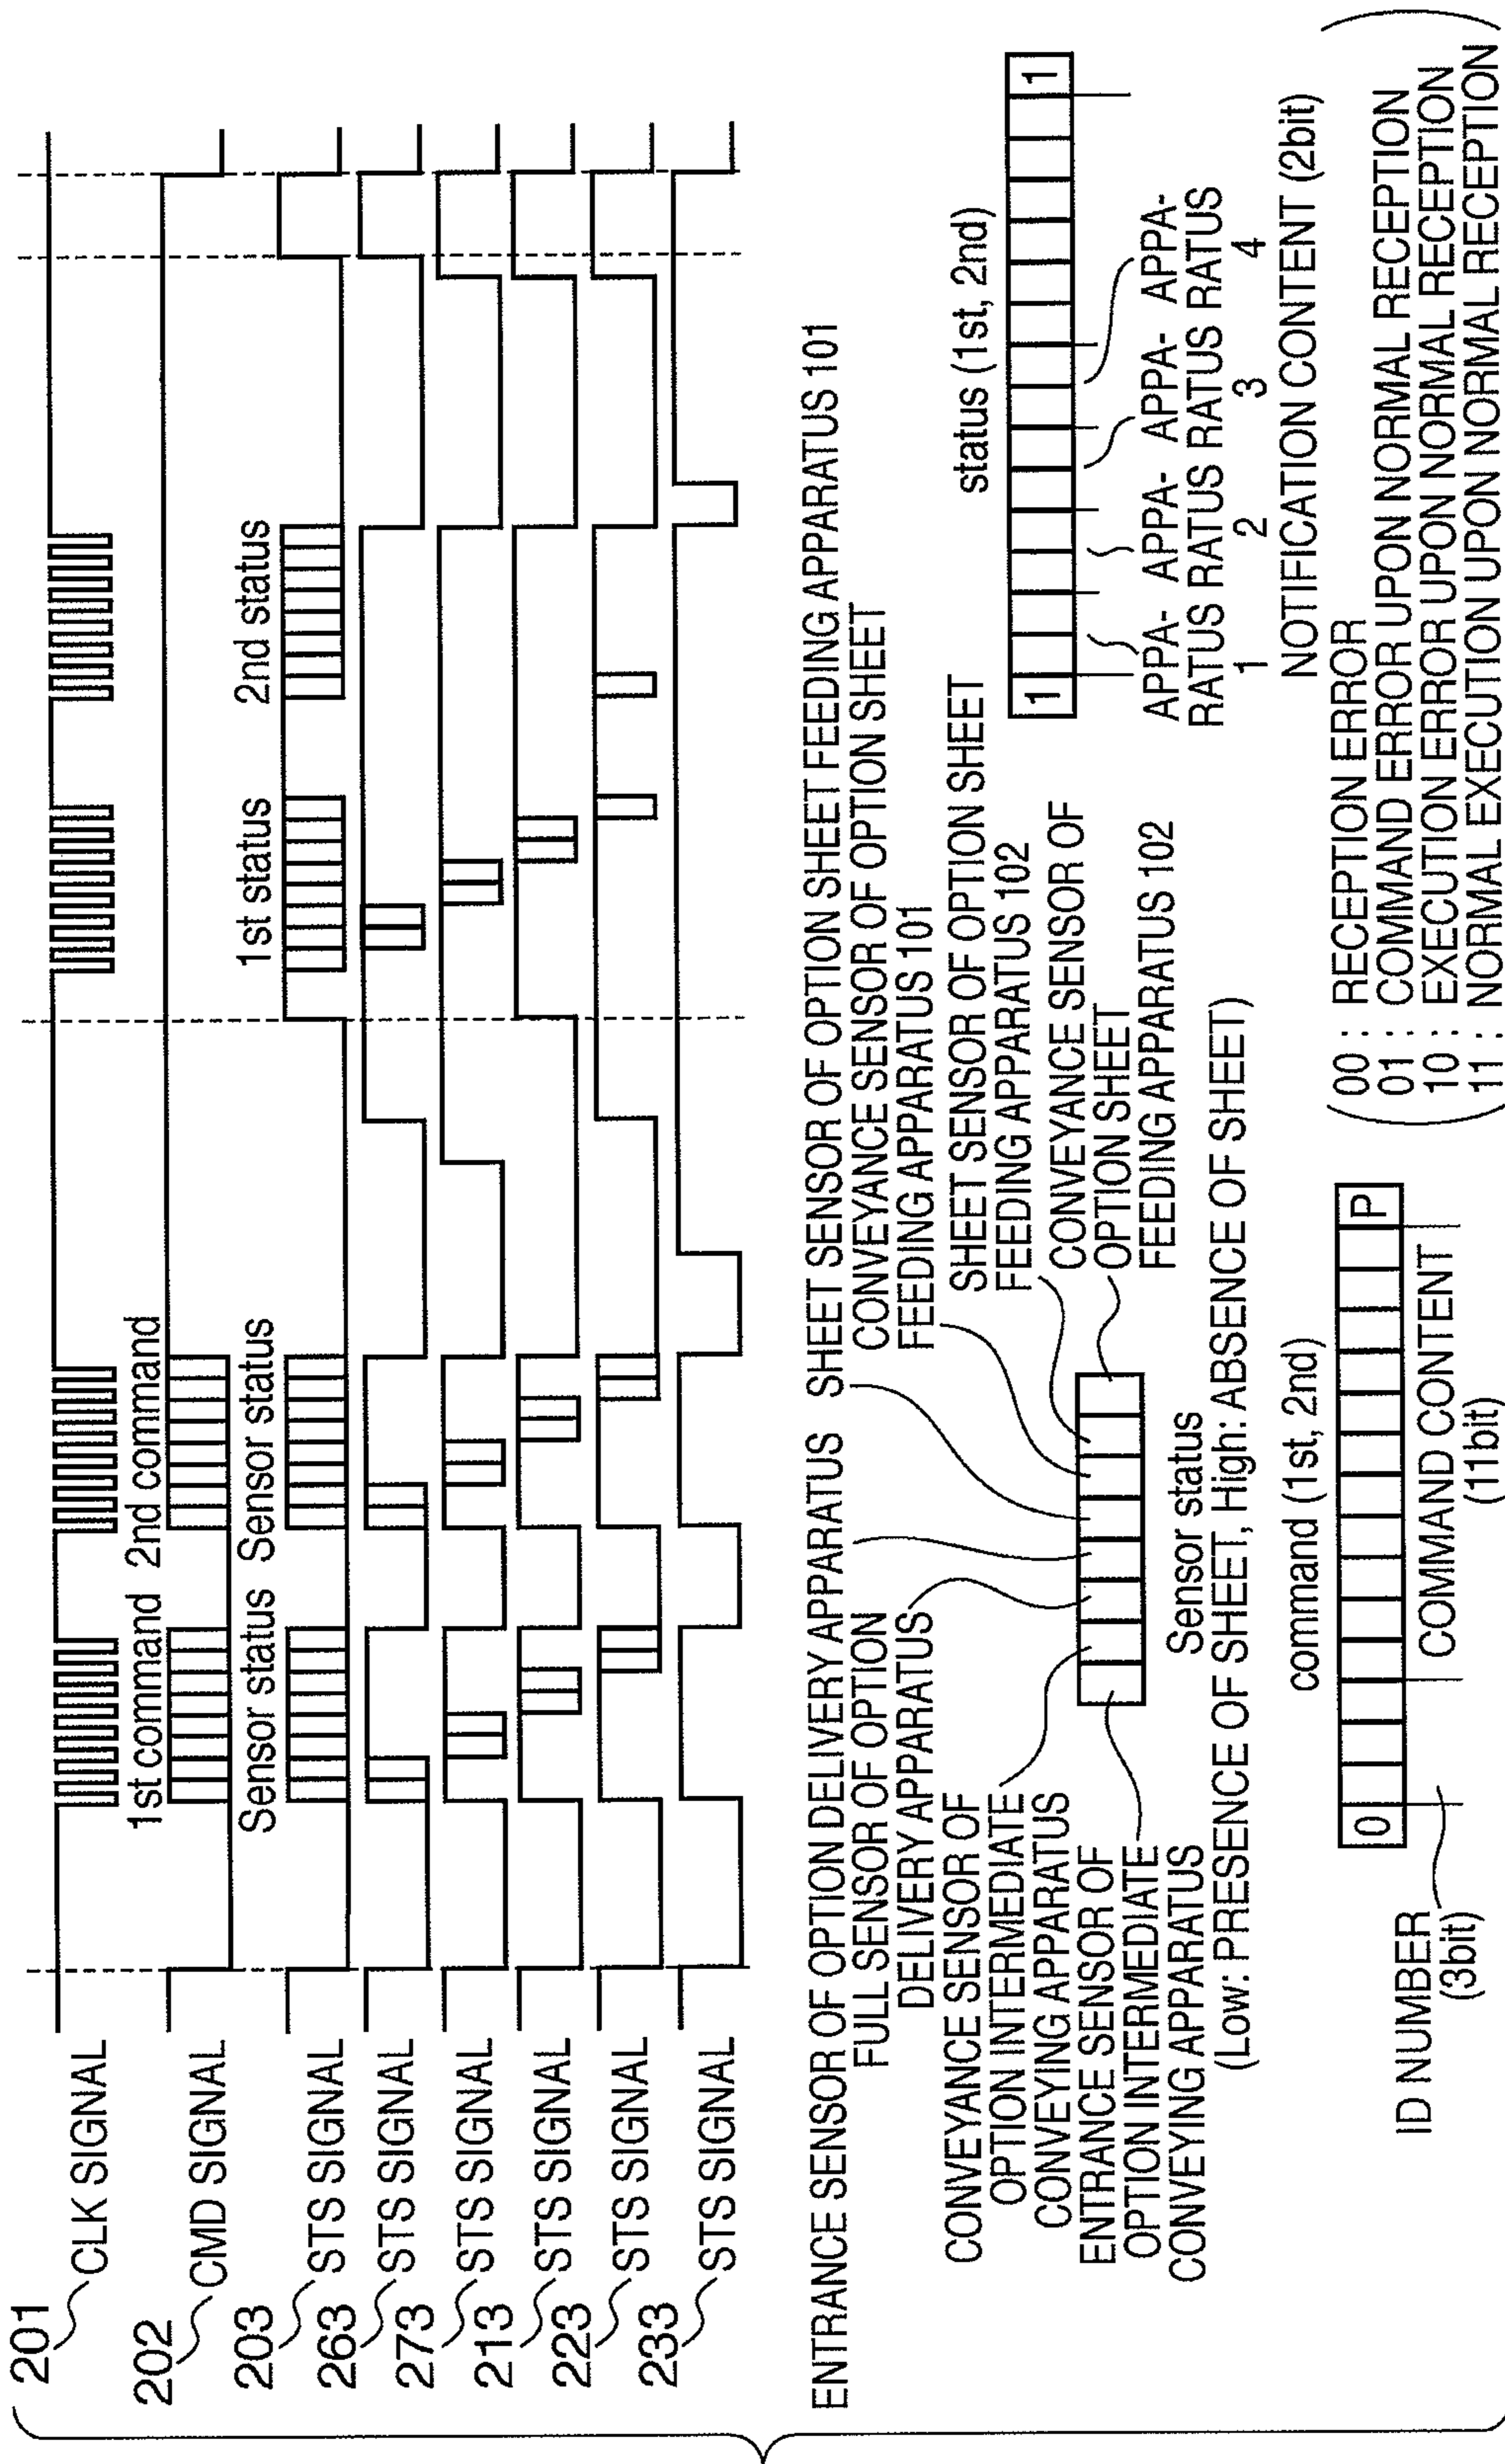 201
CLK SIGNAL
202
CMD SIGNAL
1st command 2nd command
203
STS SIGNAL
Sensor status Sensor status 1st status 2nd status
263
STS SIGNAL
273
STS SIGNAL
213
STS SIGNAL
223
STS SIGNAL
233
STS SIGNAL
ENTRANCE SENSOR OF OPTION DELIVERY APPARATUS
FULL SENSOR OF OPTION
DELIVERY APPARATUS
CONVEYANCE SENSOR OF
OPTION INTERMEDIATE
CONVEYING APPARATUS
ENTRANCE SENSOR OF
OPTION INTERMEDIATE
CONVEYING APPARATUS
SHEET SENSOR OF OPTION SHEET FEEDING APPARATUS 101
CONVEYANCE SENSOR OF OPTION SHEET
FEEDING APPARATUS 101
SHEET SENSOR OF OPTION SHEET
FEEDING APPARATUS 102
CONVEYANCE SENSOR OF
OPTION SHEET
FEEDING APPARATUS 102
Sensor status
(Low: PRESENCE OF SHEET, High: ABSENCE OF SHEET)
command (1st, 2nd)
0 P
ID NUMBER
(3bit)
COMMAND CONTENT
(11bit)
status (1st, 2nd)
1 1
APPA- APPA- APPA- APPA-
RATUS RATUS RATUS RATUS
1 2 3 4
NOTIFICATION CONTENT (2bit)
00 : RECEPTION ERROR
01 : COMMAND ERROR UPON NORMAL RECEPTION
10 : EXECUTION ERROR UPON NORMAL RECEPTION
11 : NORMAL EXECUTION UPON NORMAL RECEPTION